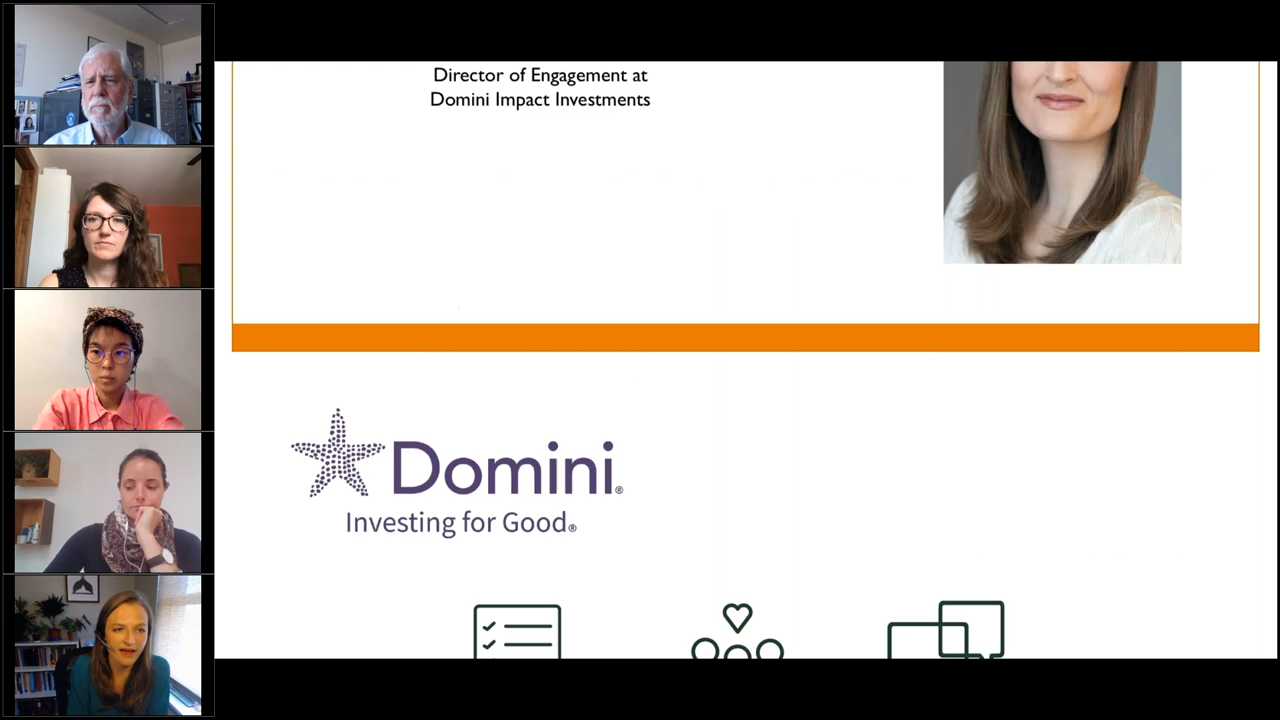 Director of Engagement at
Domini Impact Investments
Domini®
Investing for Good®